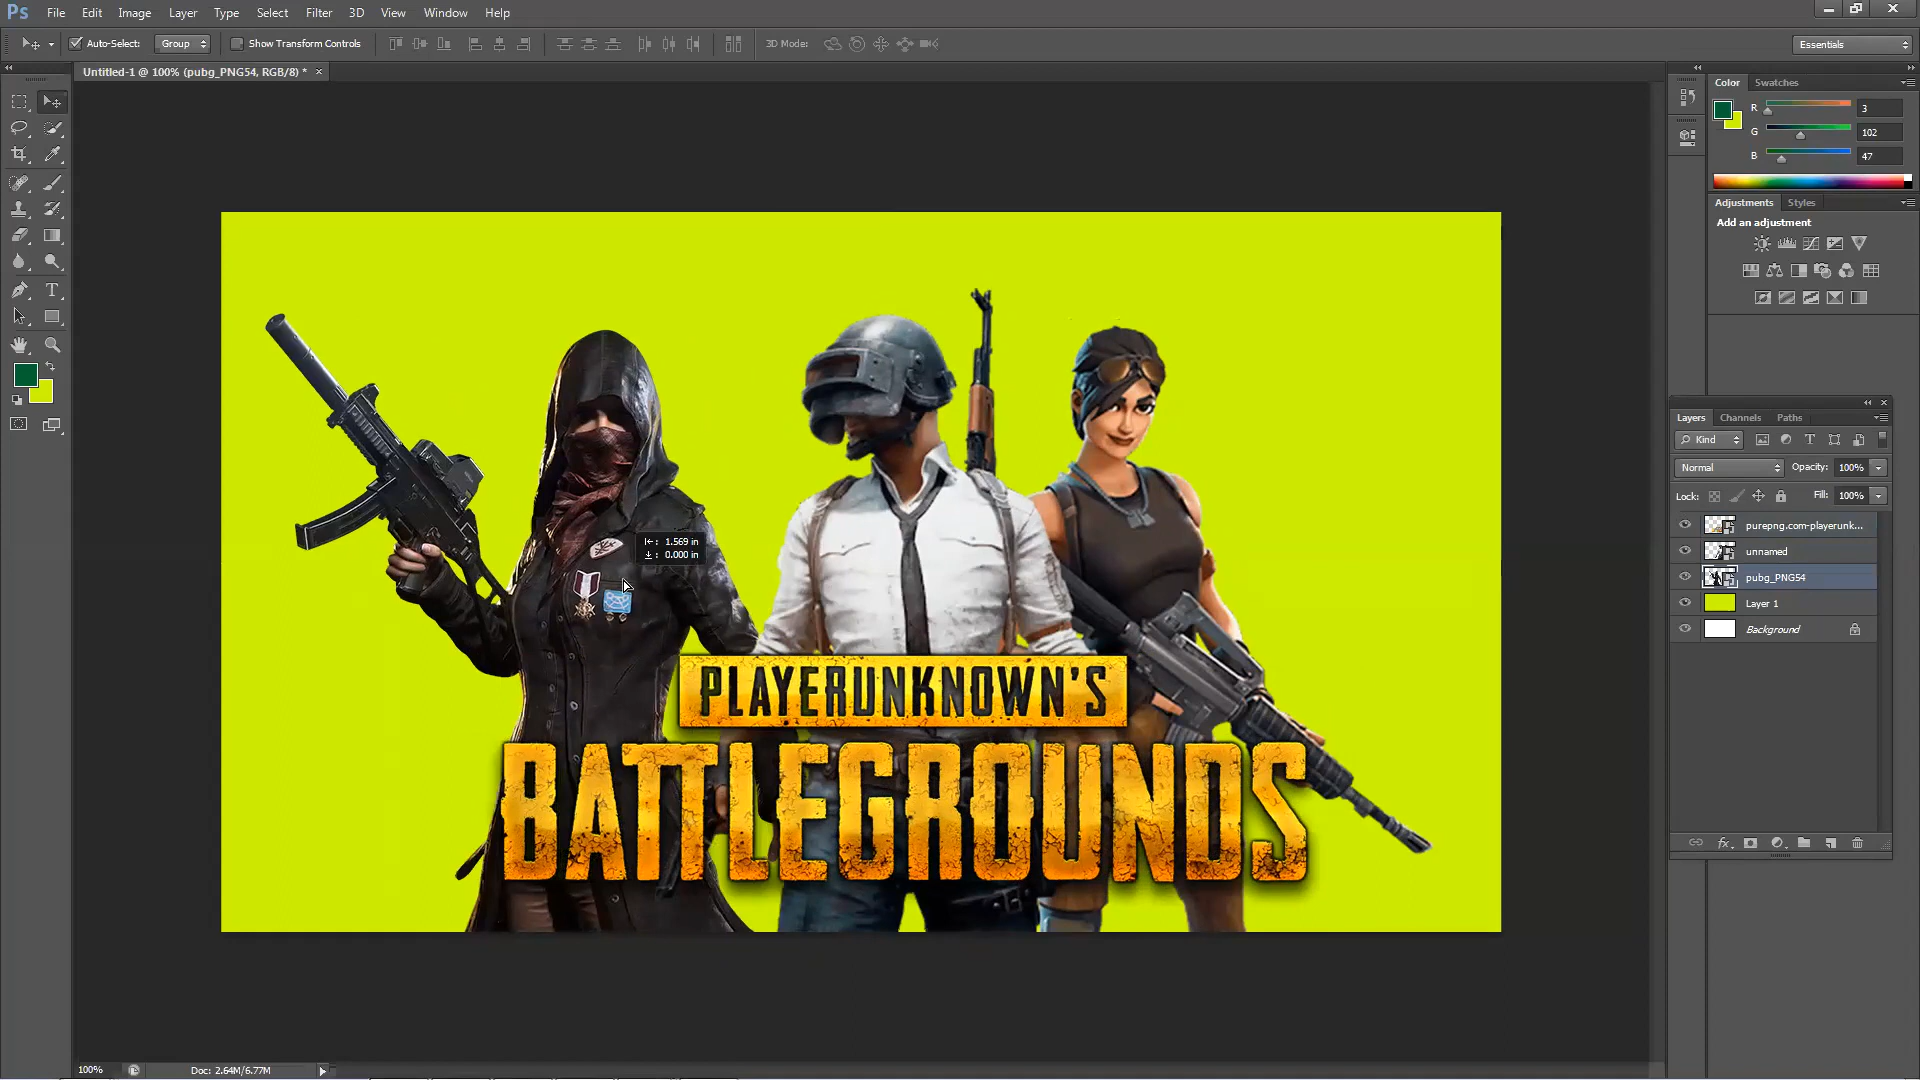 Ps File Edit Image Layer Type Select Filter 3D View Window Help
Auto-Select: Group Show Transform Controls 3D Mode: Essentials
Untitled-1 @ 100% (pubg_PNG54, RGB/8) * ×
Color Swatches
R 3
G 102
B 47
Adjustments Styles
Add an adjustment
Layers Channels Paths
Kind
Normal Opacity: 100%
Lock: Fill: 100%
purepng.com-playerunk...
unnamed
pubg_PNG54
Layer 1
Background
1.569 in
0.000 in
PLAYERUNKNOWN'S
BATTLEGROUNDS
100% Doc: 2.64M/6.77M